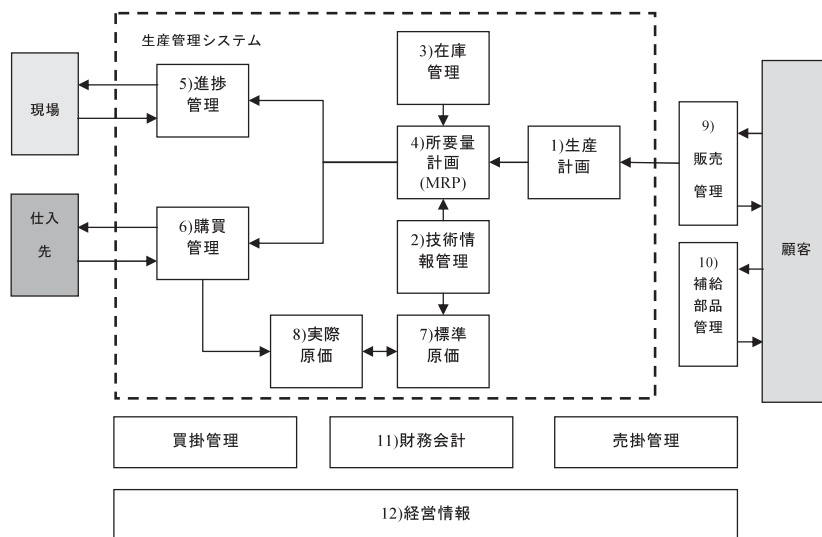 生産管理システム
3)在庫
管理
5)進捗
管理
現場
4)所要量
計画
(MRP)
1)生産
計画
9)
販売
管理
仕入
先
6)購買
管理
2)技術情
報管理
顧客
10)
補給
部品
管理
8)実際
原価
7)標準
原価
買掛管理
11)財務会計
売掛管理
12)経営情報